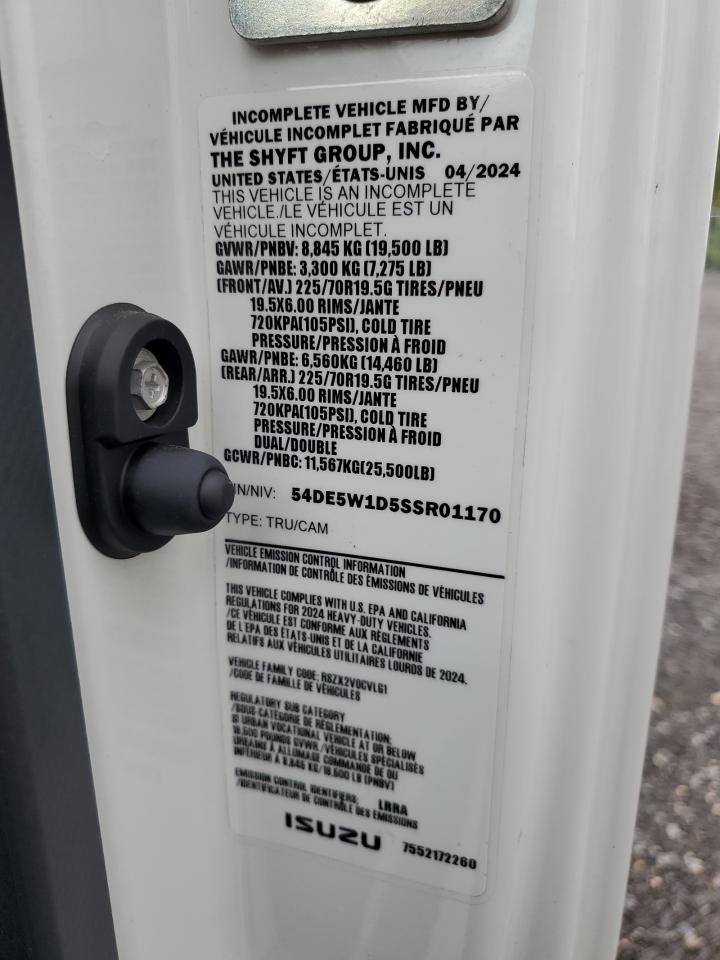 INCOMPLETE VEHICLE MFD BY/
VÉHICULE INCOMPLET FABRIQUÉ PAR
THE SHYFT GROUP, INC.
UNITED STATES/ÉTATS-UNIS 04/2024
THIS VEHICLE IS AN INCOMPLETE
VEHICLE./LE VÉHICULE EST UN
VÉHICULE INCOMPLET.
GVWR/PNBV: 8,845 KG (19,500 LB)
GAWR/PNBE: 3,300 KG (7,275 LB)
(FRONT/AV.) 225/70R19.5G TIRES/PNEU
19.5X6.00 RIMS/JANTE
720KPA(105PSI), COLD TIRE
PRESSURE/PRESSION À FROID
GAWR/PNBE: 6,560KG (14,460 LB)
(REAR/ARR.) 225/70R19.5G TIRES/PNEU
19.5X6.00 RIMS/JANTE
720KPA(105PSI), COLD TIRE
PRESSURE/PRESSION À FROID
DUAL/DOUBLE
GCWR/PNBC: 11,567KG(25,500LB)
IN/NIV: 54DE5W1D5SSR01170
TYPE: TRU/CAM
VEHICLE EMISSION CONTROL INFORMATION
/INFORMATION DE CONTRÔLE DES ÉMISSIONS DE VÉHICULES
THIS VEHICLE COMPLIES WITH U.S. EPA AND CALIFORNIA
REGULATIONS FOR 2024 HEAVY-DUTY VEHICLES.
/CE VÉHICULE EST CONFORME AUX RÈGLEMENTS
DE L'EPA DES ÉTATS-UNIS ET DE LA CALIFORNIE
RELATIFS AUX VÉHICULES UTILITAIRES LOURDS DE 2024.
VEHICLE FAMILY CODE: RSZX2VOCVLG1
/CODE DE FAMILLE DE VÉHICULES
REGULATORY SUB CATEGORY
/SOUS-CATÉGORIE DE RÉGLEMENTATION:
SI URBAN VOCATIONAL VEHICLE AT OR BELOW
19,500 POUNDS GVWR /VÉHICULES SPÉCIALISÉS
URBAINS À ALLUMAGE COMMANDÉ DE OU
INFÉRIEUR À 8,845 KG/19,500 LB (PNBV)
EMISSION CONTROL IDENTIFIERS: LRRA
/IDENTIFICATEUR DE CONTRÔLE DES ÉMISSIONS
ISUZU 7552172260